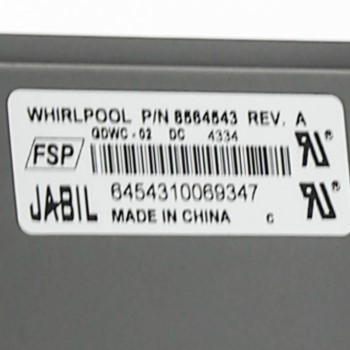 WHIRLPOOL P/N 8564543 REV. A
QDWC-02 DC 4334
FSP
JABIL
6454310069347
MADE IN CHINA c